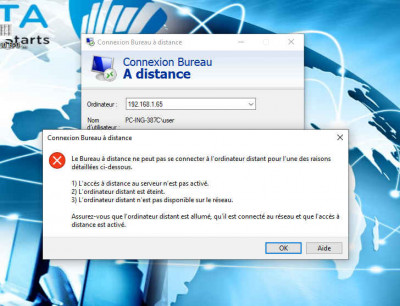 TA
tarts
Connexion Bureau à distance
Connexion Bureau
A distance
Ordinateur :
192.168.1.65
Nom
d'utilisateur :
PC-ING-387C\user
Connexion Bureau à distance
Le Bureau à distance ne peut pas se connecter à l'ordinateur distant pour l'une des raisons
détaillées ci-dessous.
1) L'accès à distance au serveur n'est pas activé.
2) L'ordinateur distant est éteint.
3) L'ordinateur distant n'est pas disponible sur le réseau.
Assurez-vous que l'ordinateur distant est allumé, qu'il est connecté au réseau et que l'accès à
distance est activé.
OK
Aide